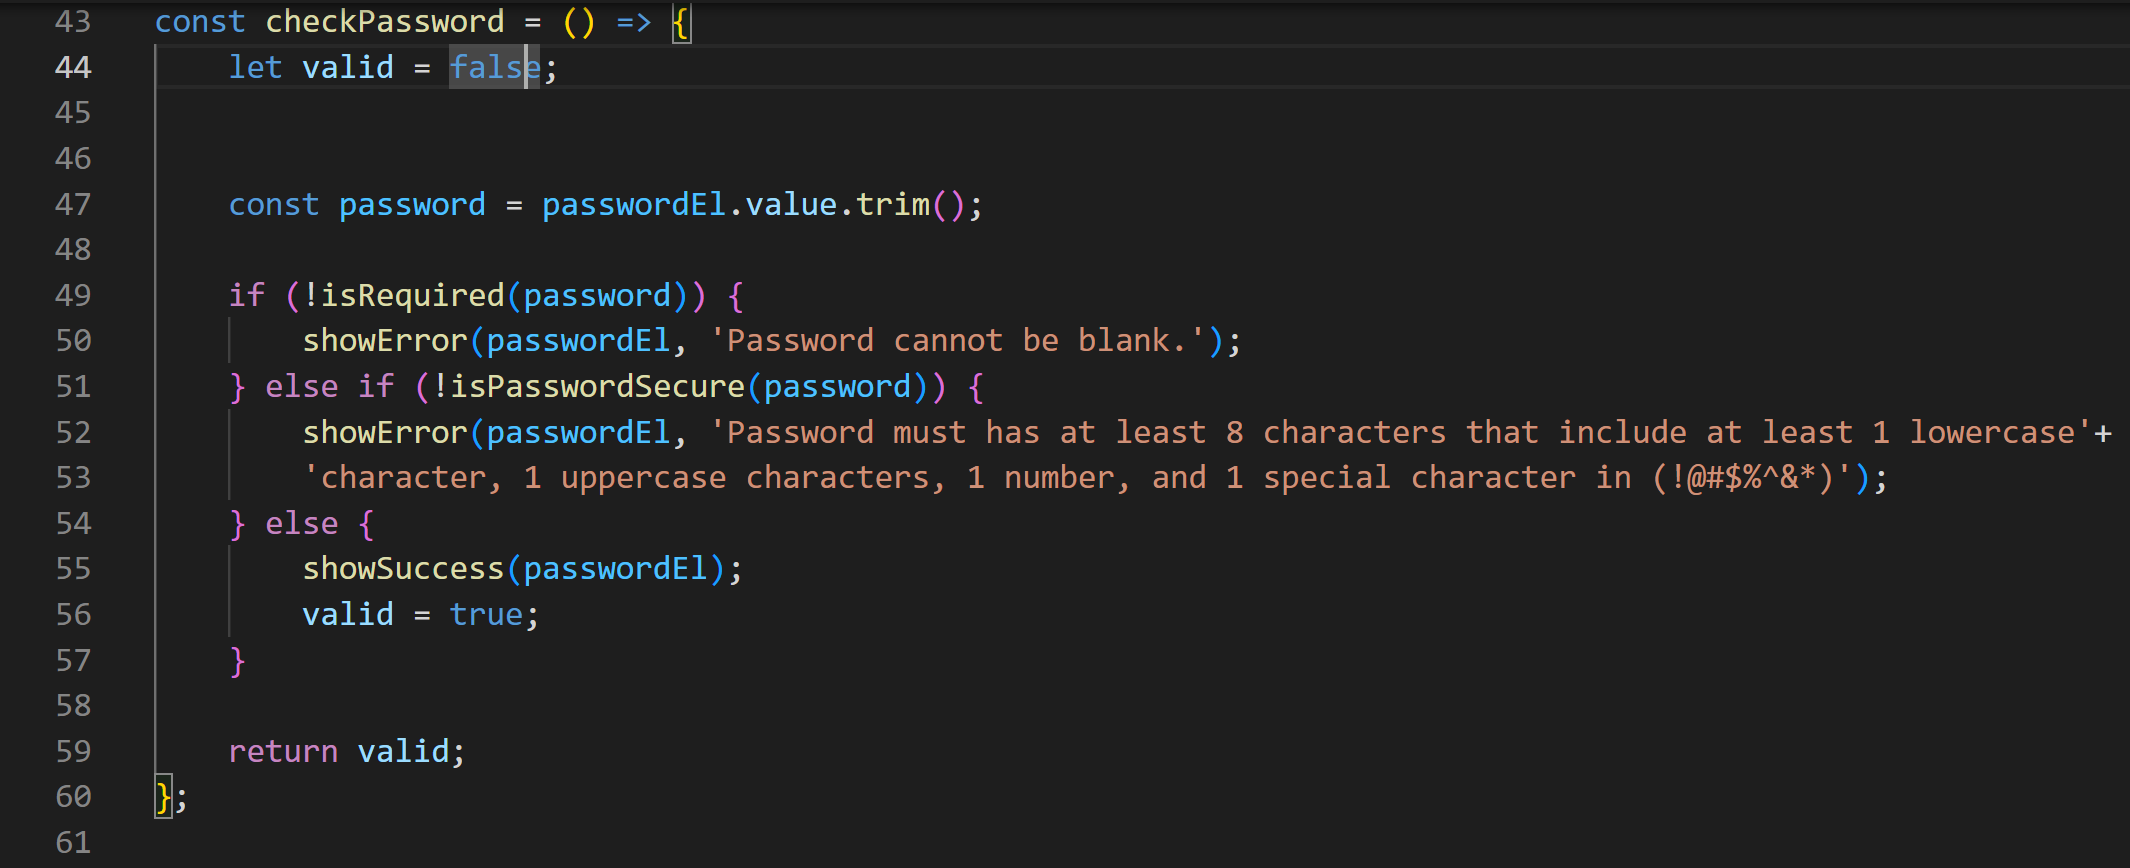 43 const checkPassword = () => {
44     let valid = false;
45
46
47     const password = passwordEl.value.trim();
48
49     if (!isRequired(password)) {
50         showError(passwordEl, 'Password cannot be blank.');
51     } else if (!isPasswordSecure(password)) {
52         showError(passwordEl, 'Password must has at least 8 characters that include at least 1 lowercase'+
53         'character, 1 uppercase characters, 1 number, and 1 special character in (!@#$%^&*)');
54     } else {
55         showSuccess(passwordEl);
56         valid = true;
57     }
58
59     return valid;
60 };
61